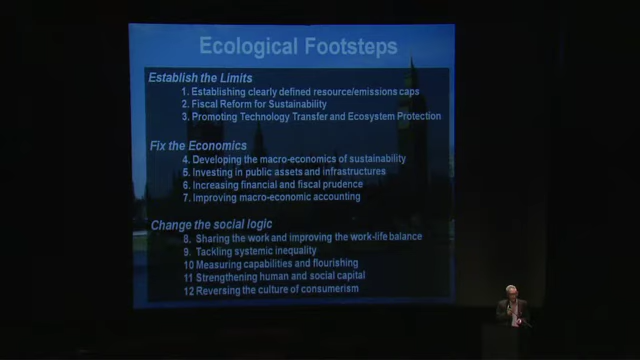 Ecological Footsteps
Establish the Limits
1. Establishing clearly defined resource/emissions caps
2. Fiscal Reform for Sustainability
3. Promoting Technology Transfer and Ecosystem Protection
Fix the Economics
4. Developing the macro-economics of sustainability
5. Investing in public assets and infrastructures
6. Increasing financial and fiscal prudence
7. Improving macro-economic accounting
Change the social logic
8. Sharing the work and improving the work-life balance
9. Tackling systemic inequality
10 Measuring capabilities and flourishing
11 Strengthening human and social capital
12 Reversing the culture of consumerism